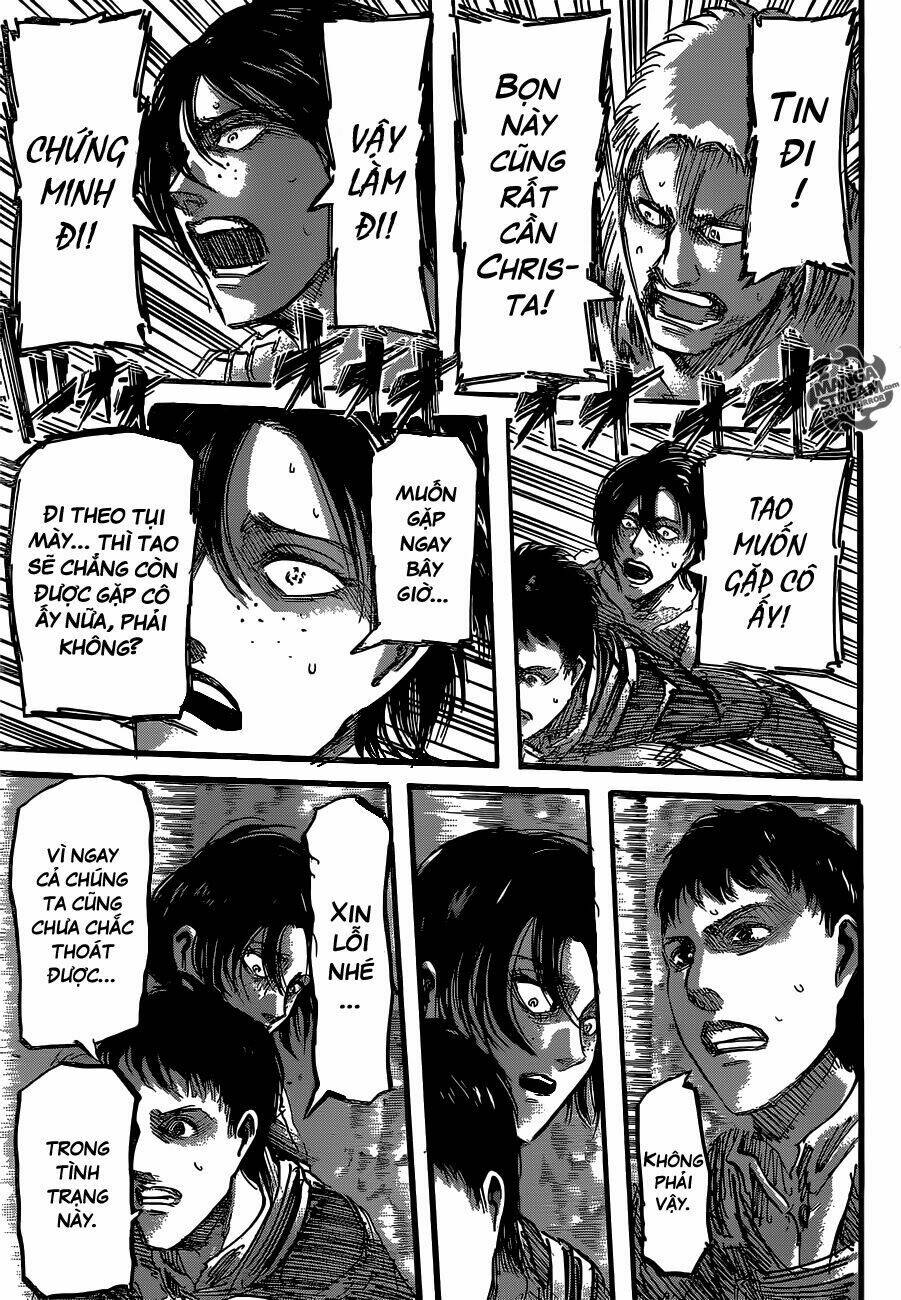 TIN
ĐI
!
BỌN
NÀY
CŨNG
RẤT
CẦN
CHRIS-
TA!
VẬY
LÀM
ĐI!
CHỨNG
MINH
ĐI!
MANGA
STREAM.com
TAO
MUỐN
GẶP CÔ
ẤY!
MUỐN
GẶP
NGAY
BÂY
GIỜ...
ĐI THEO TỤI
MÀY... THÌ TAO
SẼ CHẲNG CÒN
ĐƯỢC GẶP CÔ
ẤY NỮA, PHẢI
KHÔNG?
KHÔNG
PHẢI
VẬY.
XIN
LỖI
NHÉ
...
VÌ NGAY
CẢ CHÚNG
TA CŨNG
CHƯA CHẮC
THOÁT
ĐƯỢC...
TRONG
TÌNH
TRẠNG
NÀY.